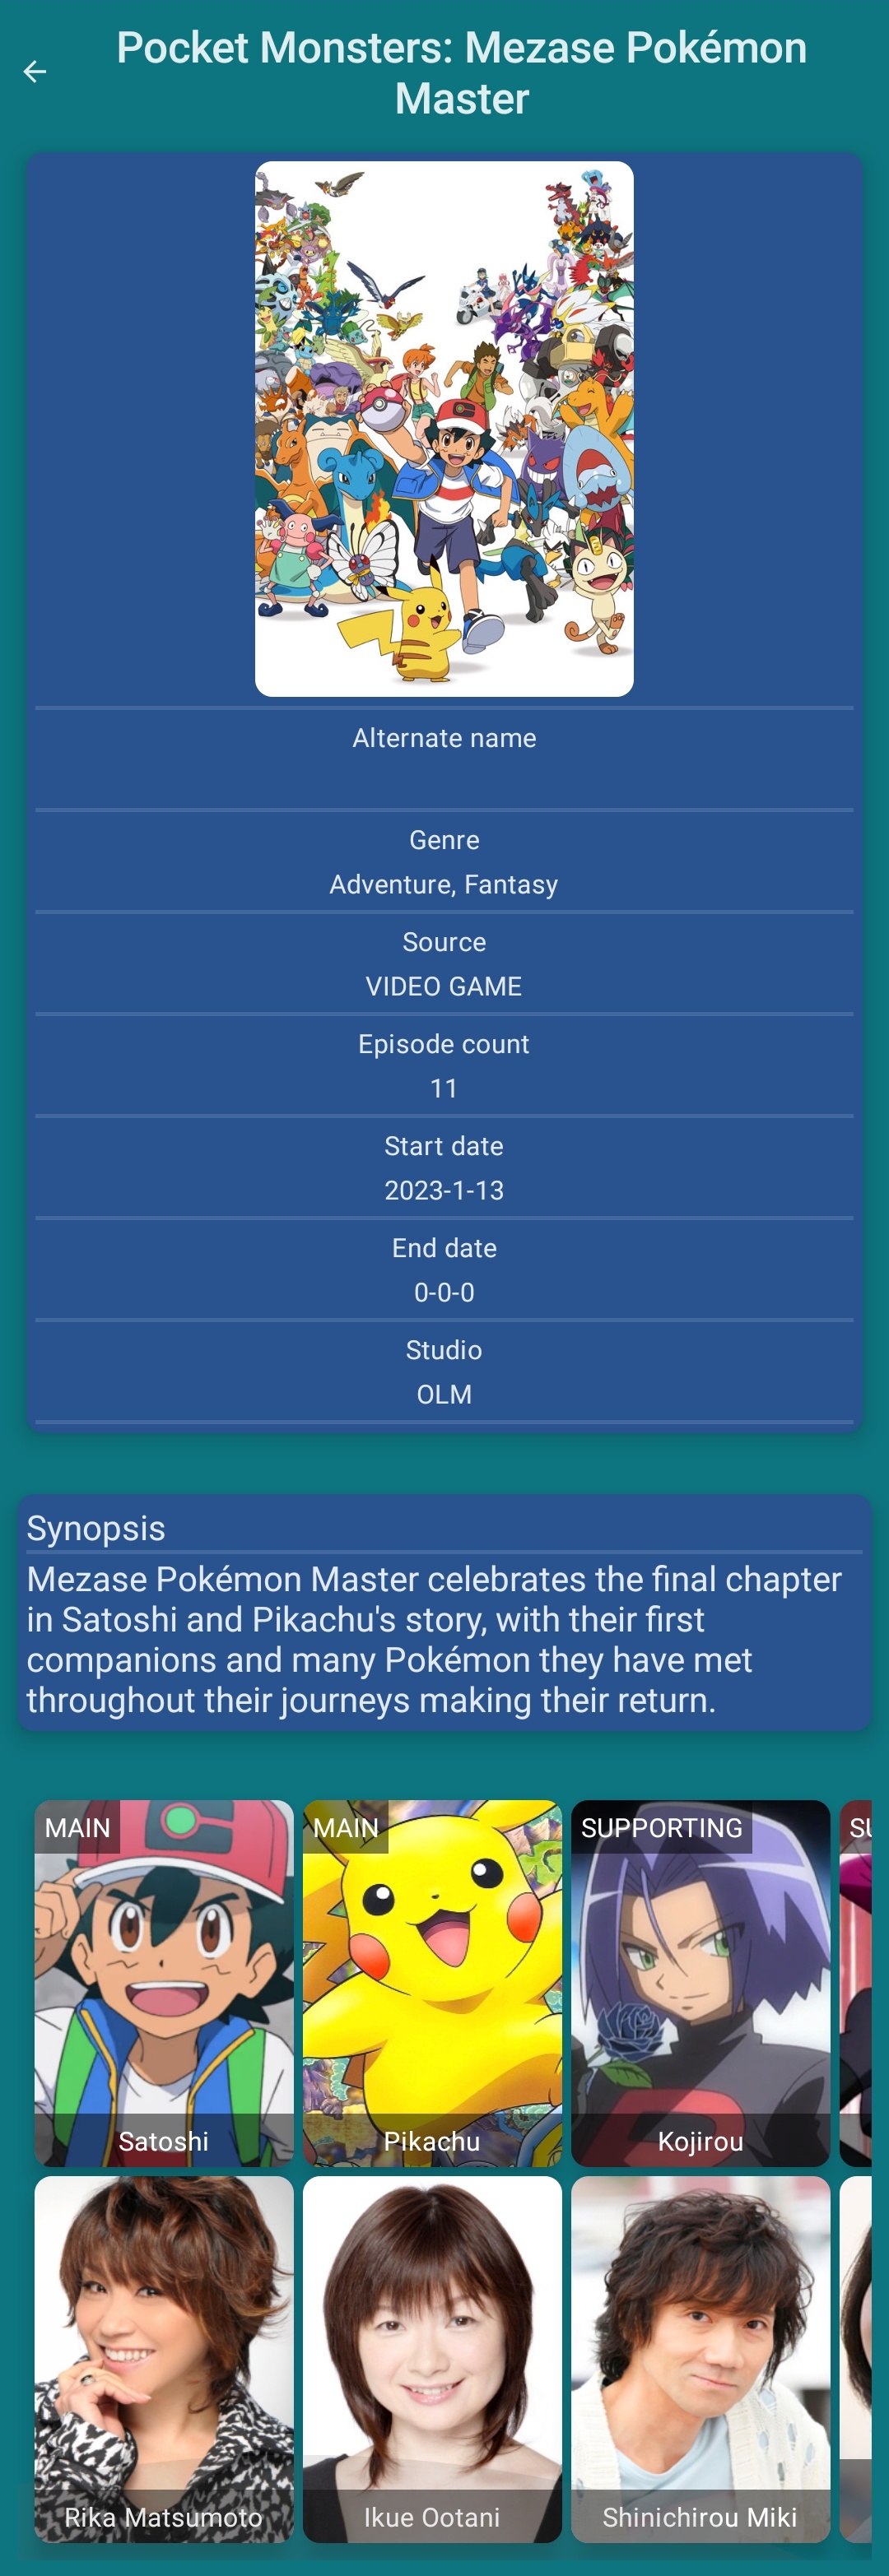 Pocket Monsters: Mezase Pokémon
Master
Alternate name
Genre
Adventure, Fantasy
Source
VIDEO GAME
Episode count
11
Start date
2023-1-13
End date
0-0-0
Studio
OLM
Synopsis
Mezase Pokémon Master celebrates the final chapter
in Satoshi and Pikachu's story, with their first
companions and many Pokémon they have met
throughout their journeys making their return.
MAIN
MAIN
SUPPORTING
SU
Satoshi
Pikachu
Kojirou
Rika Matsumoto
Ikue Ootani
Shinichirou Miki